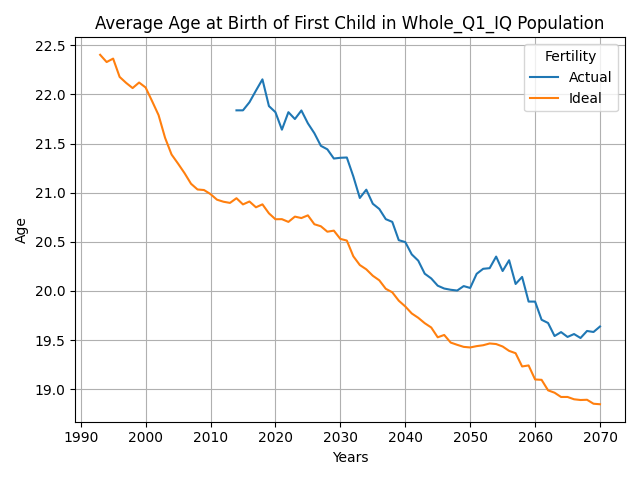 Average Age at Birth of First Child in Whole_Q1_IQ Population
Fertility
Actual
Ideal
22.5
22.0
21.5
21.0
20.5
20.0
19.5
19.0
Age
1990
2000
2010
2020
2030
2040
2050
2060
2070
Years